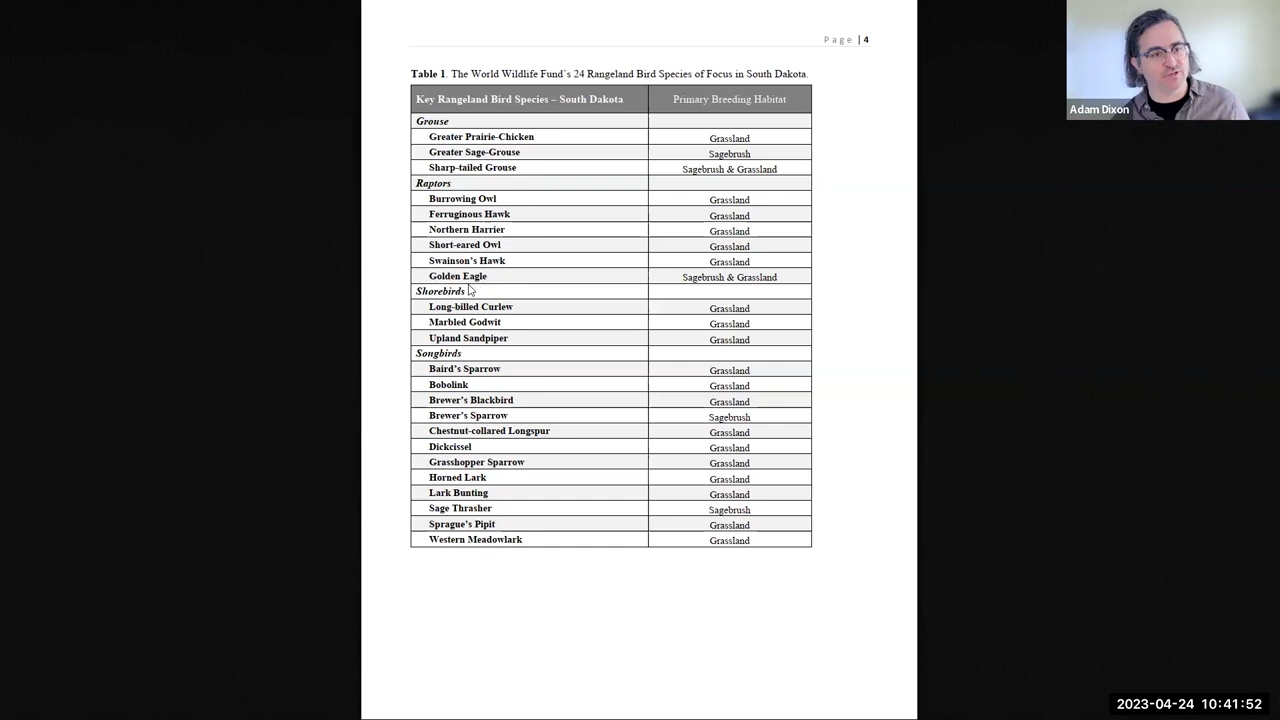 Page | 4
Table 1. The World Wildlife Fund's 24 Rangeland Bird Species of Focus in South Dakota.
Key Rangeland Bird Species – South Dakota Primary Breeding Habitat
Grouse
Greater Prairie-Chicken Grassland
Greater Sage-Grouse Sagebrush
Sharp-tailed Grouse Sagebrush & Grassland
Raptors
Burrowing Owl Grassland
Ferruginous Hawk Grassland
Northern Harrier Grassland
Short-eared Owl Grassland
Swainson's Hawk Grassland
Golden Eagle Sagebrush & Grassland
Shorebirds
Long-billed Curlew Grassland
Marbled Godwit Grassland
Upland Sandpiper Grassland
Songbirds
Baird's Sparrow Grassland
Bobolink Grassland
Brewer's Blackbird Grassland
Brewer's Sparrow Sagebrush
Chestnut-collared Longspur Grassland
Dickcissel Grassland
Grasshopper Sparrow Grassland
Horned Lark Grassland
Lark Bunting Grassland
Sage Thrasher Sagebrush
Sprague's Pipit Grassland
Western Meadowlark Grassland
Adam Dixon
2023-04-24 10:41:52